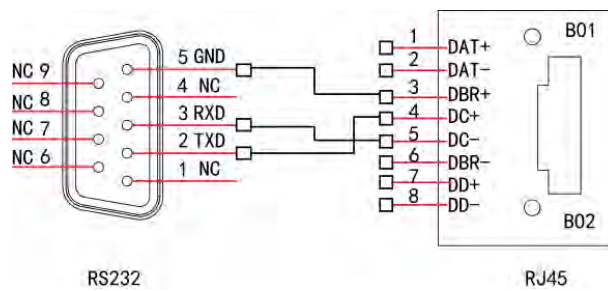 NC 9
NC 8
NC 7
NC 6
5 GND
4 NC
3 RXD
2 TXD
1 NC
RS232
1 DAT+
2 DAT-
3 DBR+
4 DC+
5 DC-
6 DBR-
7 DD+
8 DD-
B01
B02
RJ45